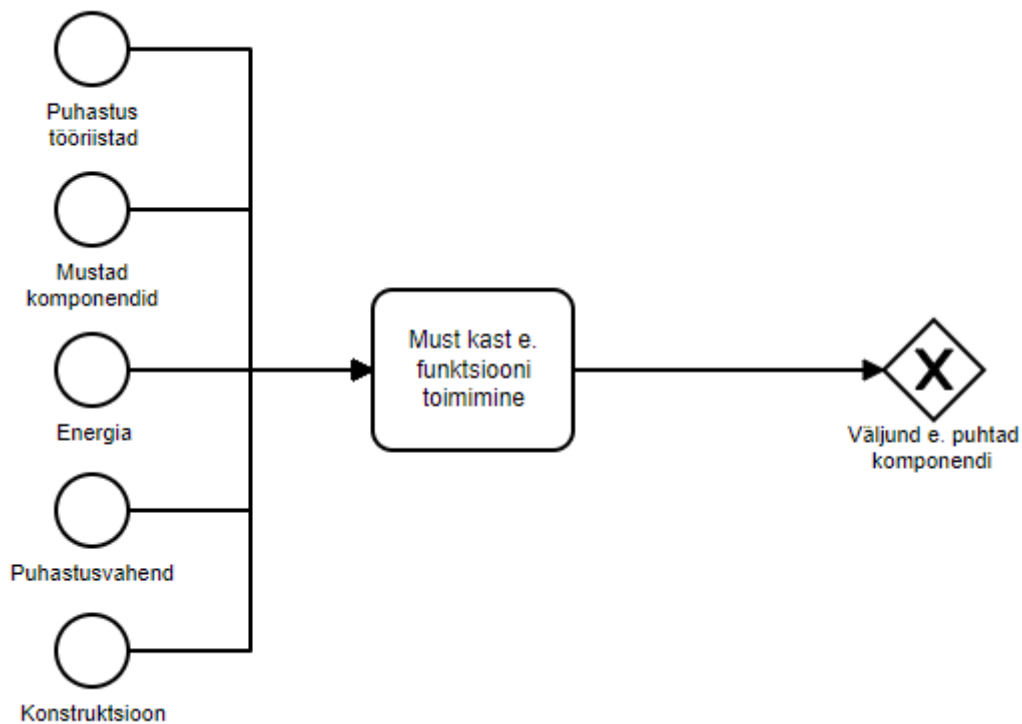 Puhastus
tööriistad
Mustad
komponendid
Energia
Puhastusvahend
Konstruktsioon
Must kast e.
funktsiooni
toimimine
X
Väljund e. puhtad
komponendi